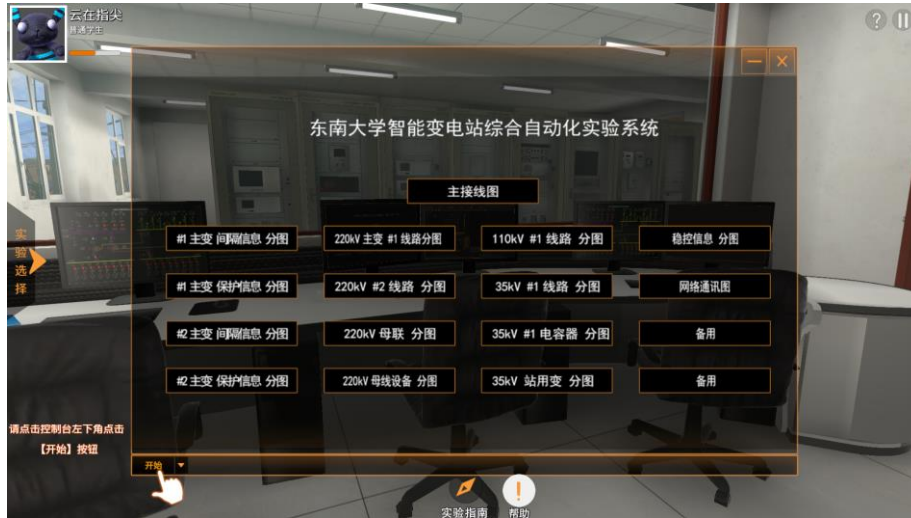 云在指尖
普通学生
东南大学智能变电站综合自动化实验系统
主接线图
#1 主变 间隔信息 分图
220kV 主变 #1 线路分图
110kV #1 线路 分图
稳控信息 分图
#1 主变 保护信息 分图
220kV #2 线路 分图
35kV #1 线路 分图
网络通讯图
#2 主变 间隔信息 分图
220kV 母联 分图
35kV #1 电容器 分图
备用
#2 主变 保护信息 分图
220kV 母线设备 分图
35kV 站用变 分图
备用
实验选择
请点击控制台左下角点击
【开始】按钮
开始
实验指南
帮助